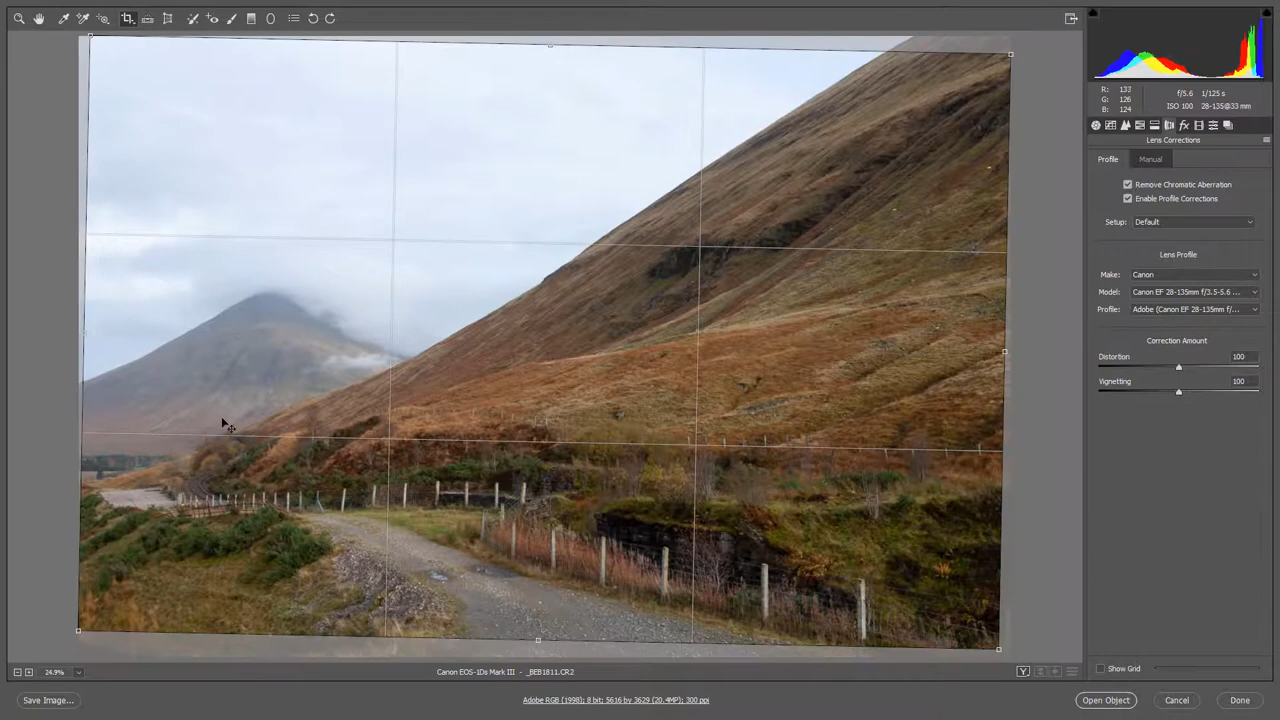 R: 133
G: 126
B: 124
f/5.6 1/125 s
ISO 100 28-135@33 mm
Lens Corrections
Profile Manual
Remove Chromatic Aberration
Enable Profile Corrections
Setup: Default
Lens Profile
Make: Canon
Model: Canon EF 28-135mm f/3.5-5.6 ...
Profile: Adobe (Canon EF 28-135mm f/...
Correction Amount
Distortion 100
Vignetting 100
24.9% Canon EOS-1Ds Mark III - _BEB1811.CR2 Y Show Grid
Save Image... Adobe RGB (1998); 8 bit; 5616 by 3629 (20.4MP); 300 ppi Open Object Cancel Done